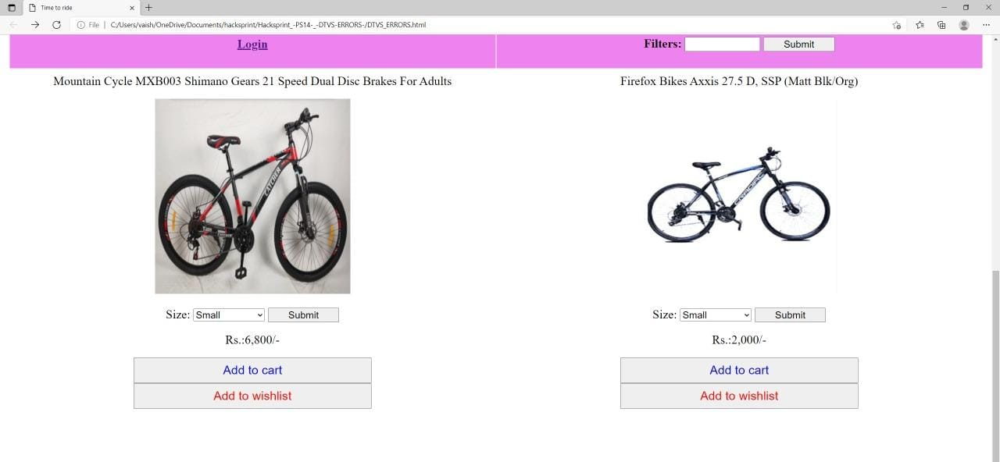 Time to ride
File | C:/Users/vaish/OneDrive/Documents/hacksprint/Hacksprint_-PS14-_-DTVS-ERRORS-/DTVS_ERRORS.html
Login
Filters: Submit
Mountain Cycle MXB003 Shimano Gears 21 Speed Dual Disc Brakes For Adults
Firefox Bikes Axxis 27.5 D, SSP (Matt Blk/Org)
CATCHER
Size: Small Submit
Size: Small Submit
Rs.:6,800/-
Rs.:2,000/-
Add to cart
Add to cart
Add to wishlist
Add to wishlist